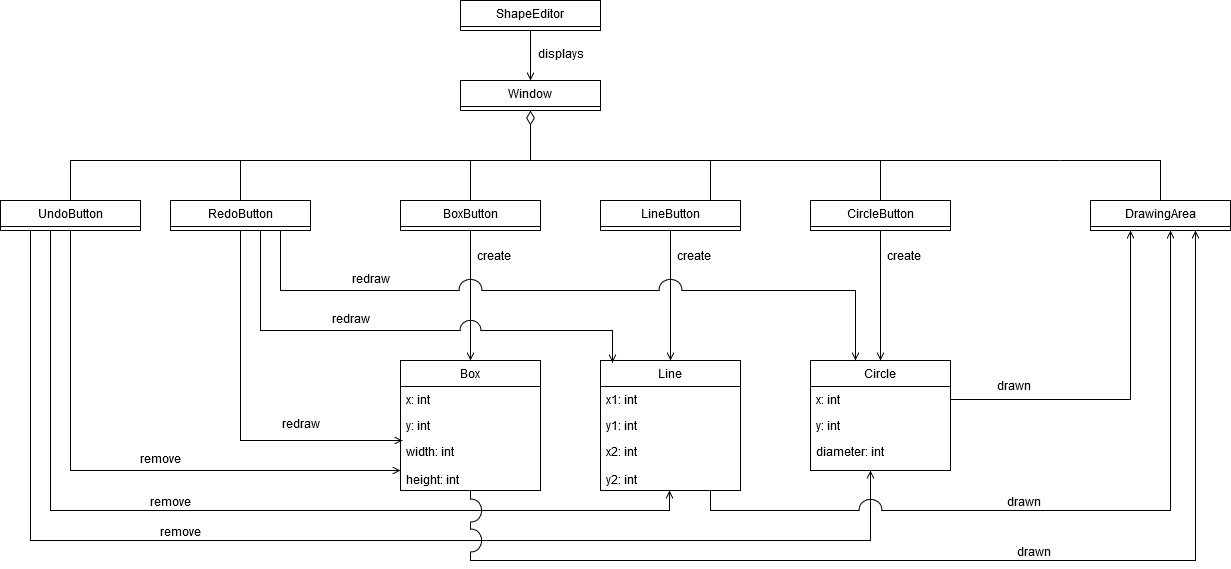 ShapeEditor
displays
Window
UndoButton
RedoButton
BoxButton
LineButton
CircleButton
DrawingArea
create
create
create
redraw
redraw
Box
x: int
y: int
width: int
height: int
Line
x1: int
y1: int
x2: int
y2: int
Circle
x: int
y: int
diameter: int
drawn
redraw
remove
remove
drawn
remove
drawn